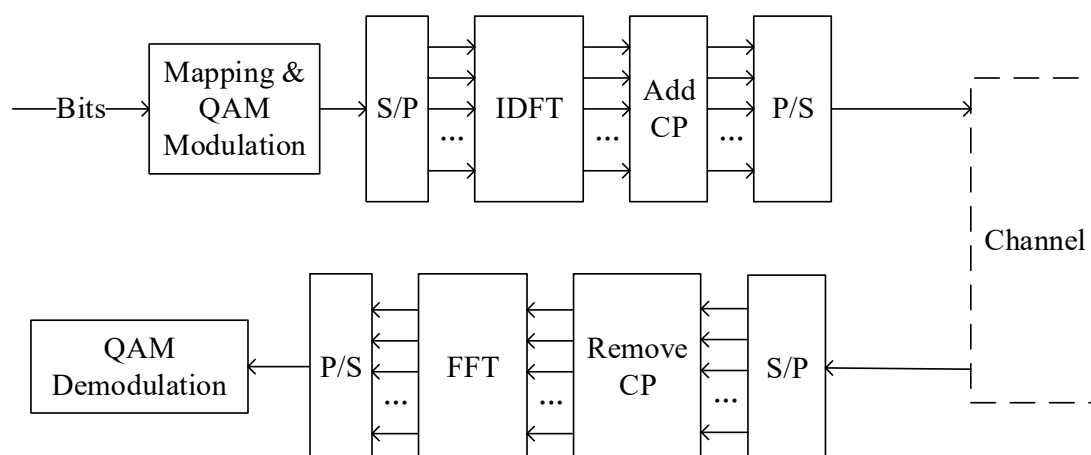 Bits
Mapping &
QAM
Modulation
S/P
...
IDFT
...
Add
CP
...
P/S
Channel
QAM
Demodulation
P/S
...
FFT
...
Remove
CP
...
S/P